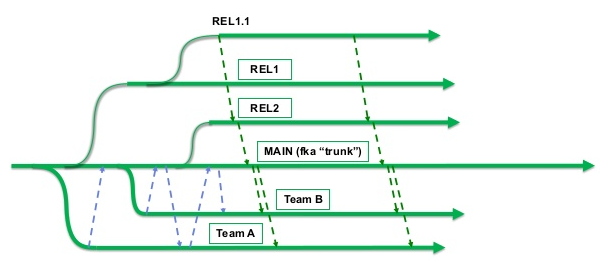 REL1.1
REL1
REL2
MAIN (fka “trunk”)
Team B
Team A